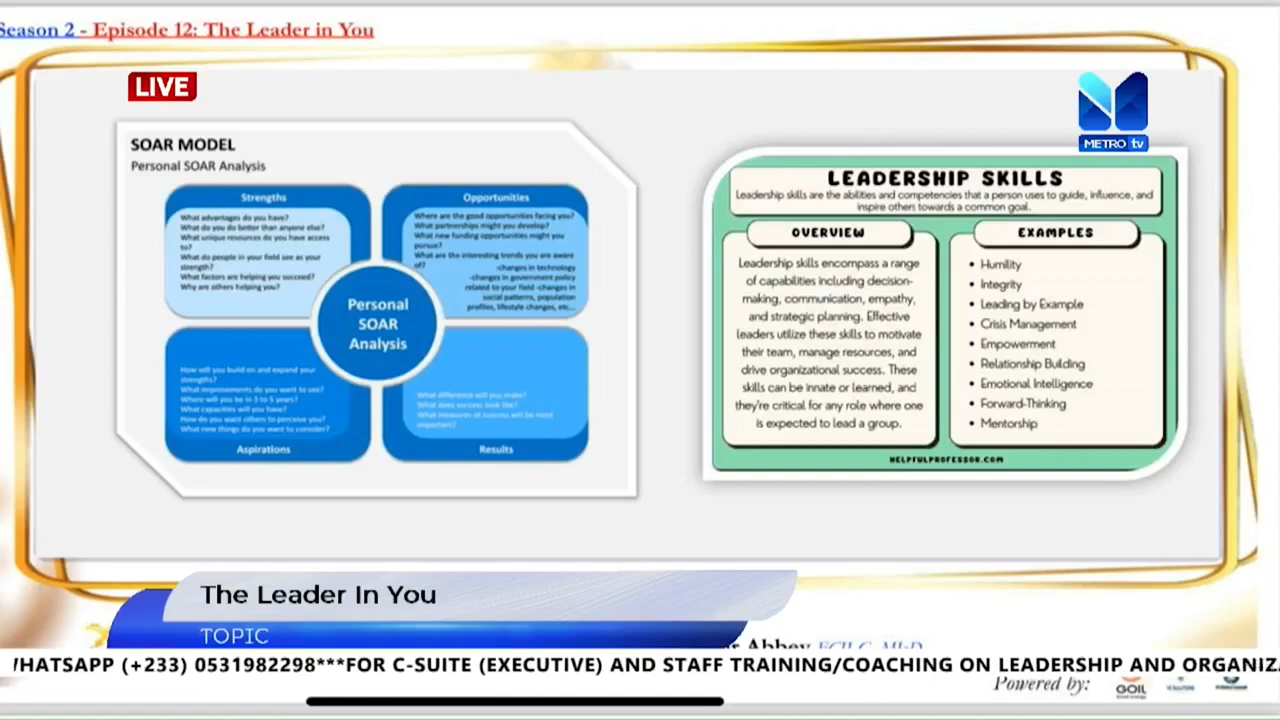 Season 2 - Episode 12: The Leader in You
LIVE
METRO tv
SOAR MODEL
Personal SOAR Analysis
Strengths
What advantages do you have?
What do you do better than anyone else?
What unique resources do you have access
to?
What do people in your field see as your
strength?
What factors are helping you succeed?
Why are others helping you?
Opportunities
Where are the good opportunities facing you?
What partnerships might you develop?
What new funding opportunities might you
pursue?
What are the interesting trends you are aware
of?
-changes in technology
-changes in government policy
related to your field -changes in
social patterns, population
profiles, lifestyle changes, etc...
Personal
SOAR
Analysis
How will you build on and expand your
strengths?
What improvements do you want to see?
Where will you be in 3 to 5 years?
What capacities will you have?
How do you want others to perceive you?
What new things do you want to consider?
Aspirations
What difference will you make?
What does success look like?
What measures of success will be most
important?
Results
LEADERSHIP SKILLS
Leadership skills are the abilities and competencies that a person uses to guide, influence, and
inspire others towards a common goal.
OVERVIEW
Leadership skills encompass a range
of capabilities including decision-
making, communication, empathy,
and strategic planning. Effective
leaders utilize these skills to motivate
their team, manage resources, and
drive organizational success. These
skills can be innate or learned, and
they're critical for any role where one
is expected to lead a group.
EXAMPLES
• Humility
• Integrity
• Leading by Example
• Crisis Management
• Empowerment
• Relationship Building
• Emotional Intelligence
• Forward-Thinking
• Mentorship
HELPFULPROFESSOR.COM
The Leader In You
TOPIC
Abbey
WHATSAPP (+233) 0531982298***FOR C-SUITE (EXECUTIVE) AND STAFF TRAINING/COACHING ON LEADERSHIP AND ORGANIZA
Powered by:
GOIL